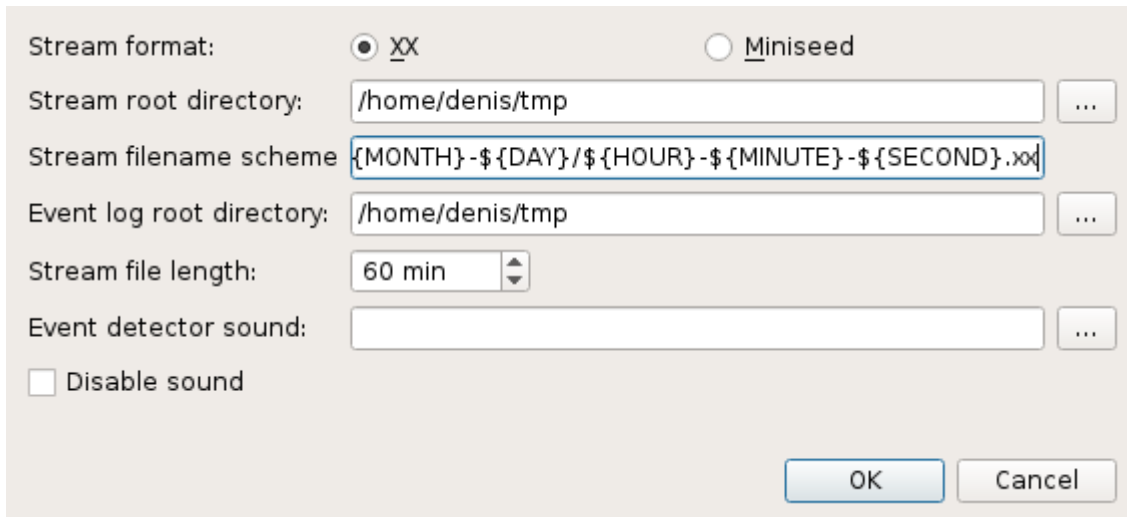 Stream format: XX Miniseed
Stream root directory: /home/denis/tmp ...
Stream filename scheme {MONTH}-${DAY}/${HOUR}-${MINUTE}-${SECOND}.xx
Event log root directory: /home/denis/tmp ...
Stream file length: 60 min
Event detector sound: ...
Disable sound
OK Cancel